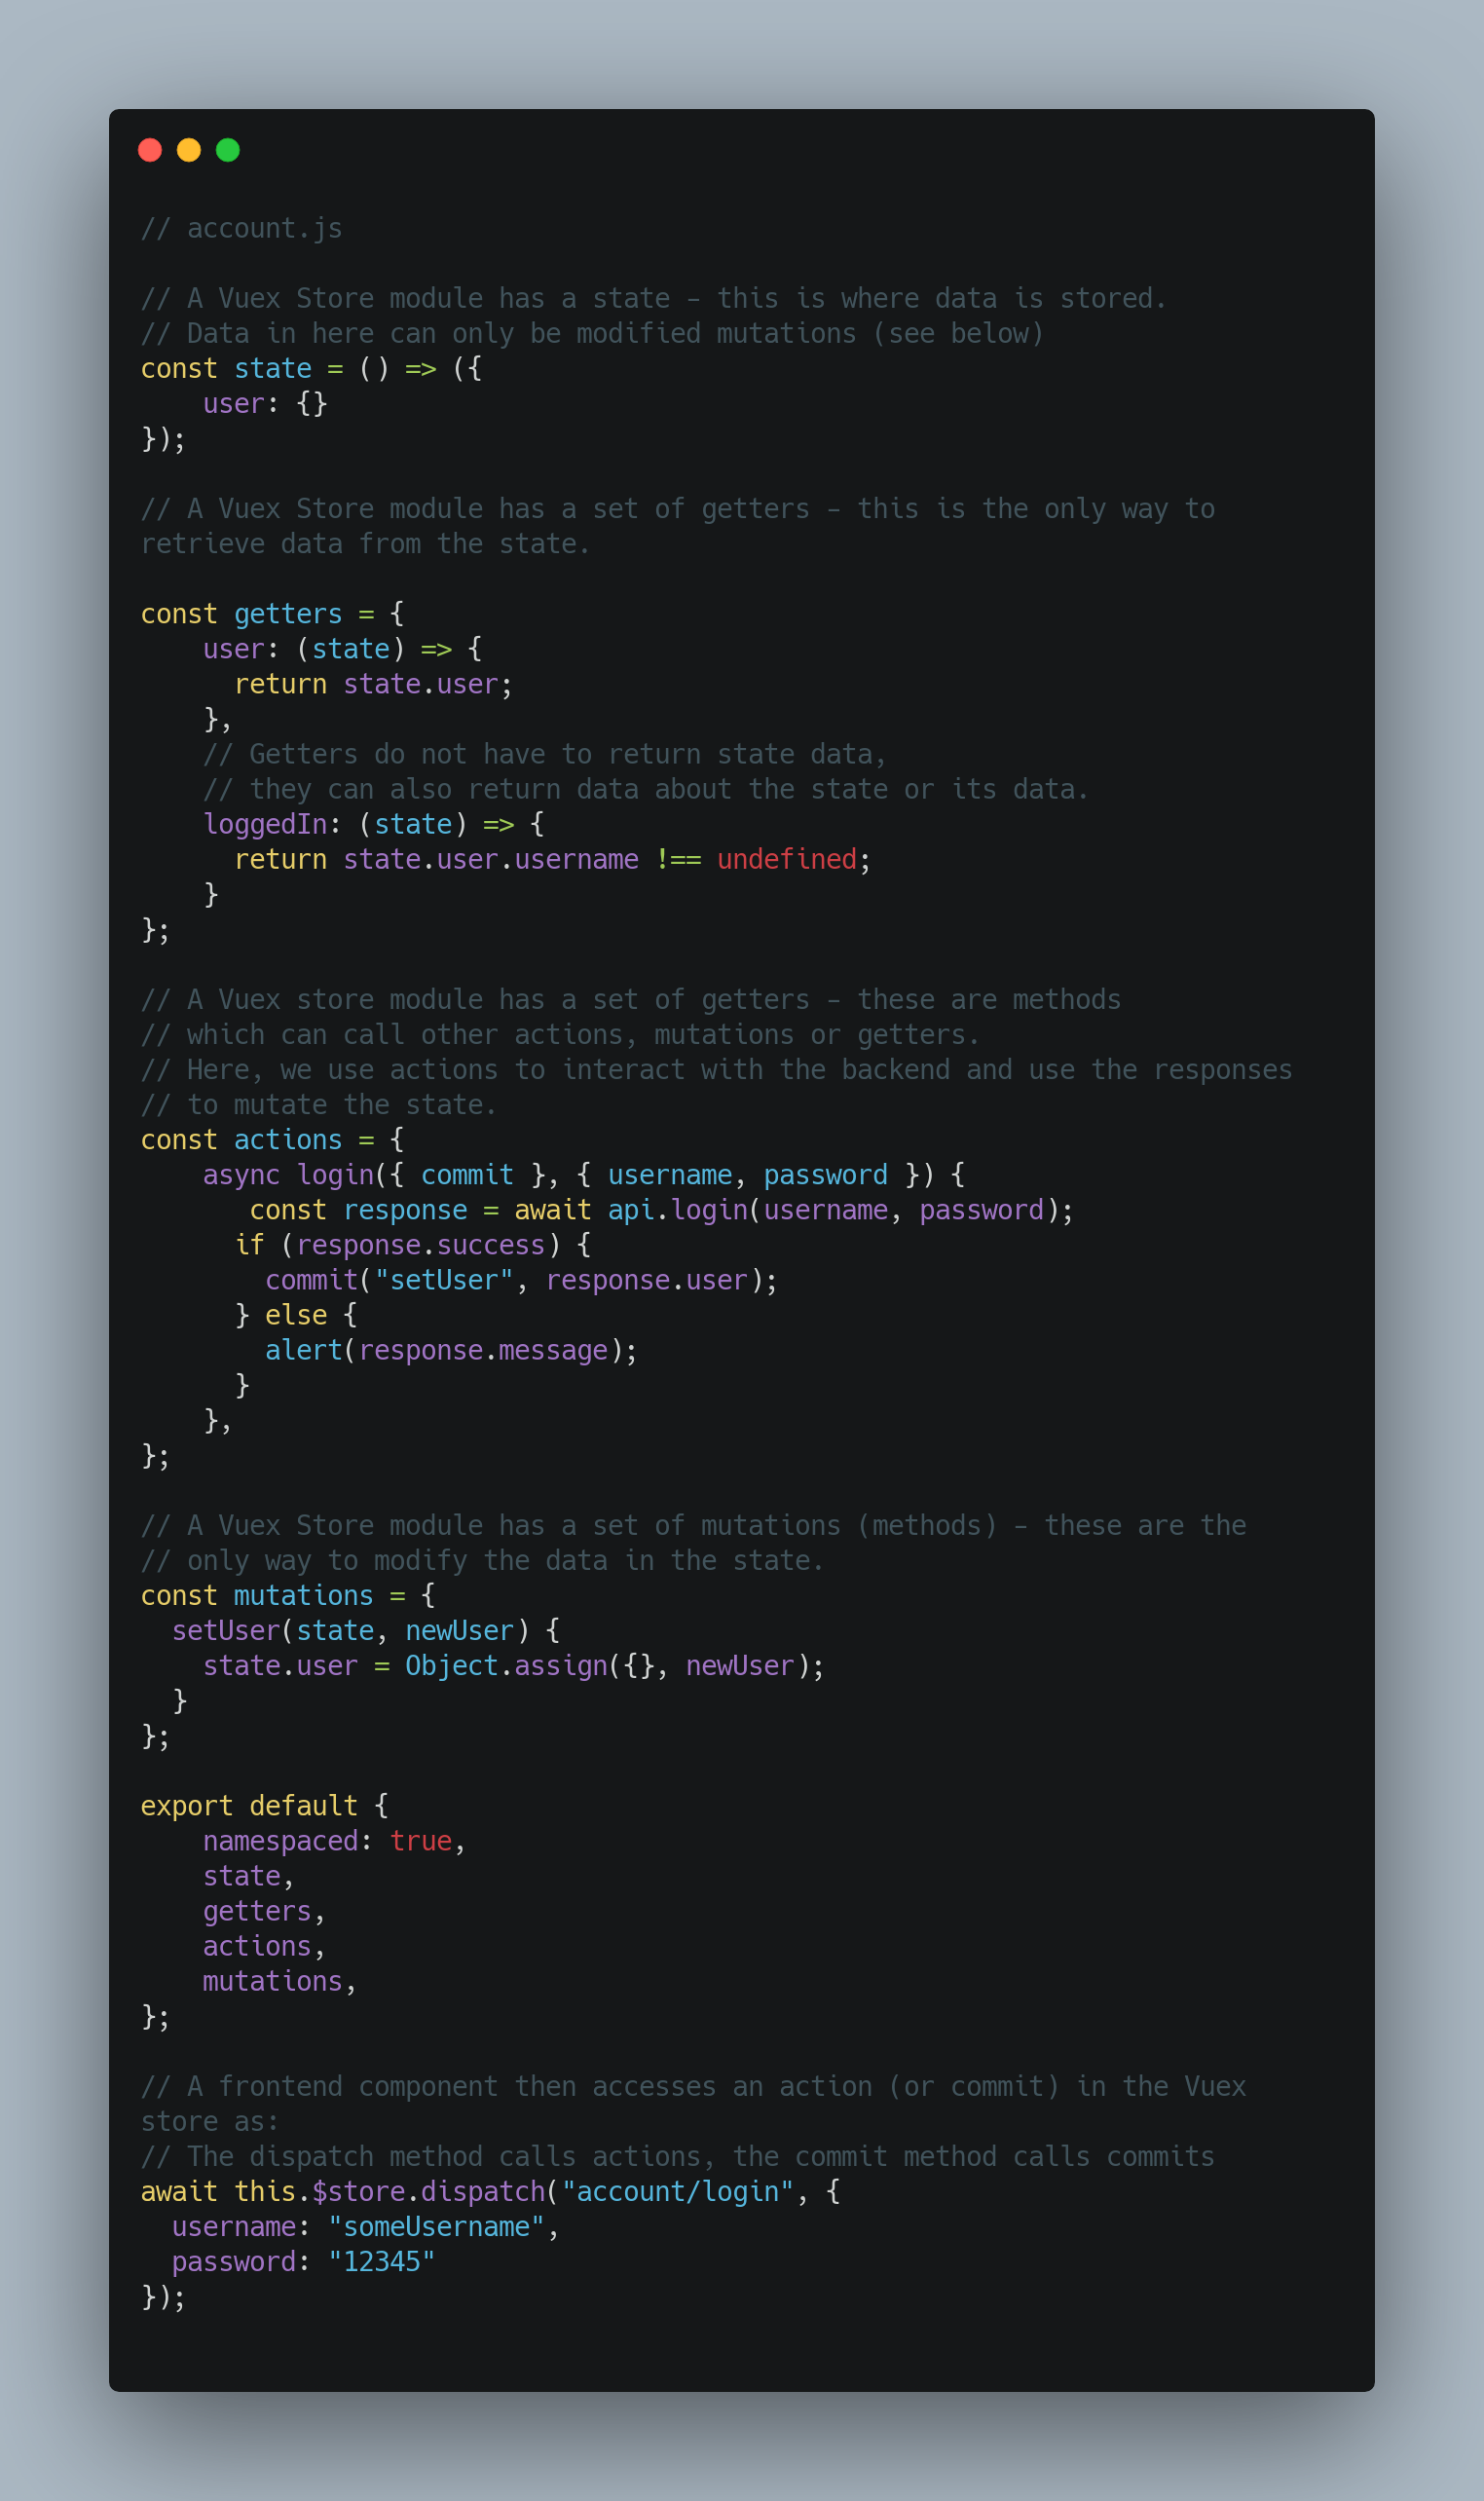 // account.js
// A Vuex Store module has a state - this is where data is stored.
// Data in here can only be modified mutations (see below)
const state = () => ({
    user: {}
});
// A Vuex Store module has a set of getters - this is the only way to
retrieve data from the state.
const getters = {
    user: (state) => {
      return state.user;
    },
    // Getters do not have to return state data,
    // they can also return data about the state or its data.
    loggedIn: (state) => {
      return state.user.username !== undefined;
    }
};
// A Vuex store module has a set of getters - these are methods
// which can call other actions, mutations or getters.
// Here, we use actions to interact with the backend and use the responses
// to mutate the state.
const actions = {
    async login({ commit }, { username, password }) {
       const response = await api.login(username, password);
      if (response.success) {
        commit("setUser", response.user);
      } else {
        alert(response.message);
      }
    },
};
// A Vuex Store module has a set of mutations (methods) - these are the
// only way to modify the data in the state.
const mutations = {
  setUser(state, newUser) {
    state.user = Object.assign({}, newUser);
  }
};
export default {
    namespaced: true,
    state,
    getters,
    actions,
    mutations,
};
// A frontend component then accesses an action (or commit) in the Vuex
store as:
// The dispatch method calls actions, the commit method calls commits
await this.$store.dispatch("account/login", {
  username: "someUsername",
  password: "12345"
});